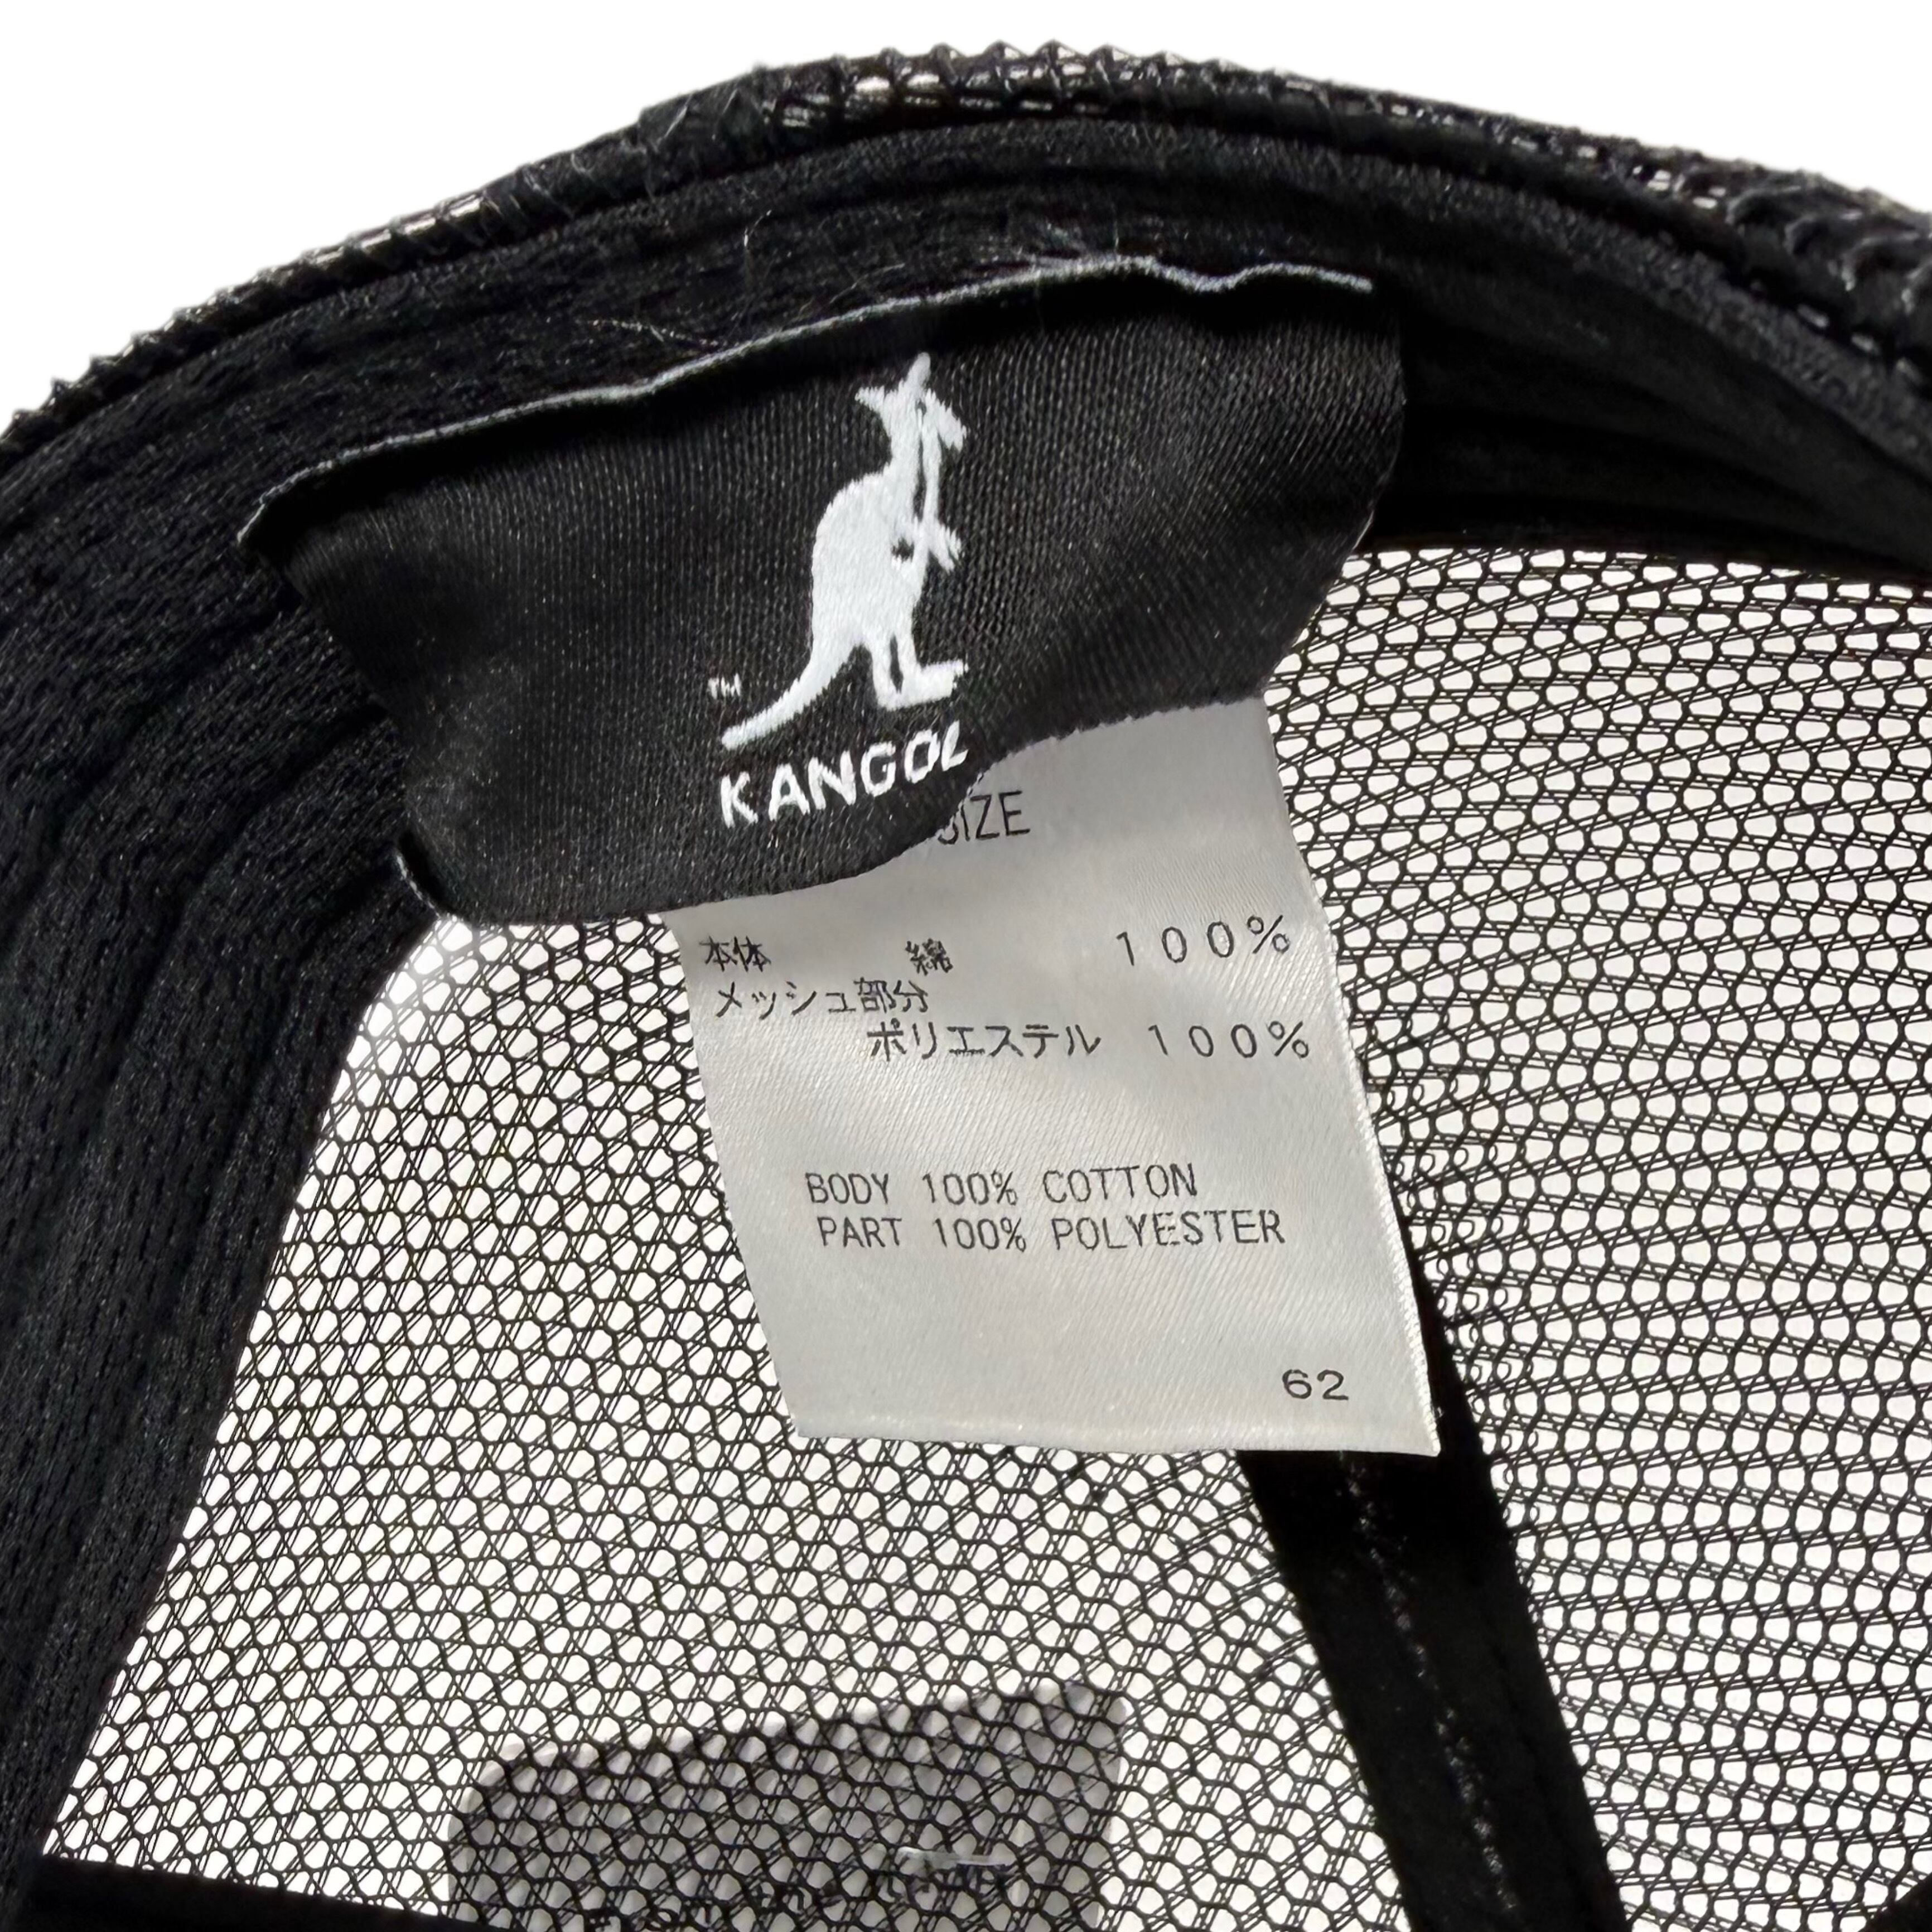 ™
KANGOL
SIZE
本体 綿 100%
メッシュ部分
ポリエステル 100%
BODY 100% COTTON
PART 100% POLYESTER
62